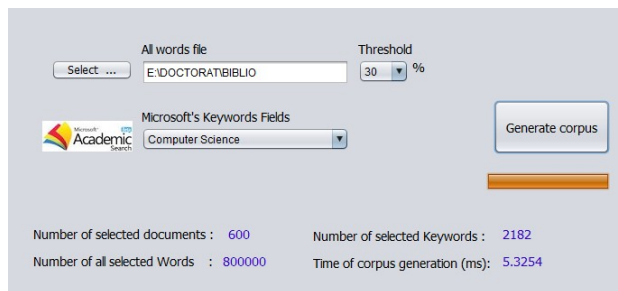 All words file
Threshold
Select ...
E:\DOCTORAT\BIBLIO
30
%
Microsoft's Keywords Fields
Microsoft
Beta
Academic
Search
Computer Science
Generate corpus
Number of selected documents : 600
Number of selected Keywords : 2182
Number of all selected Words : 800000
Time of corpus generation (ms): 5.3254